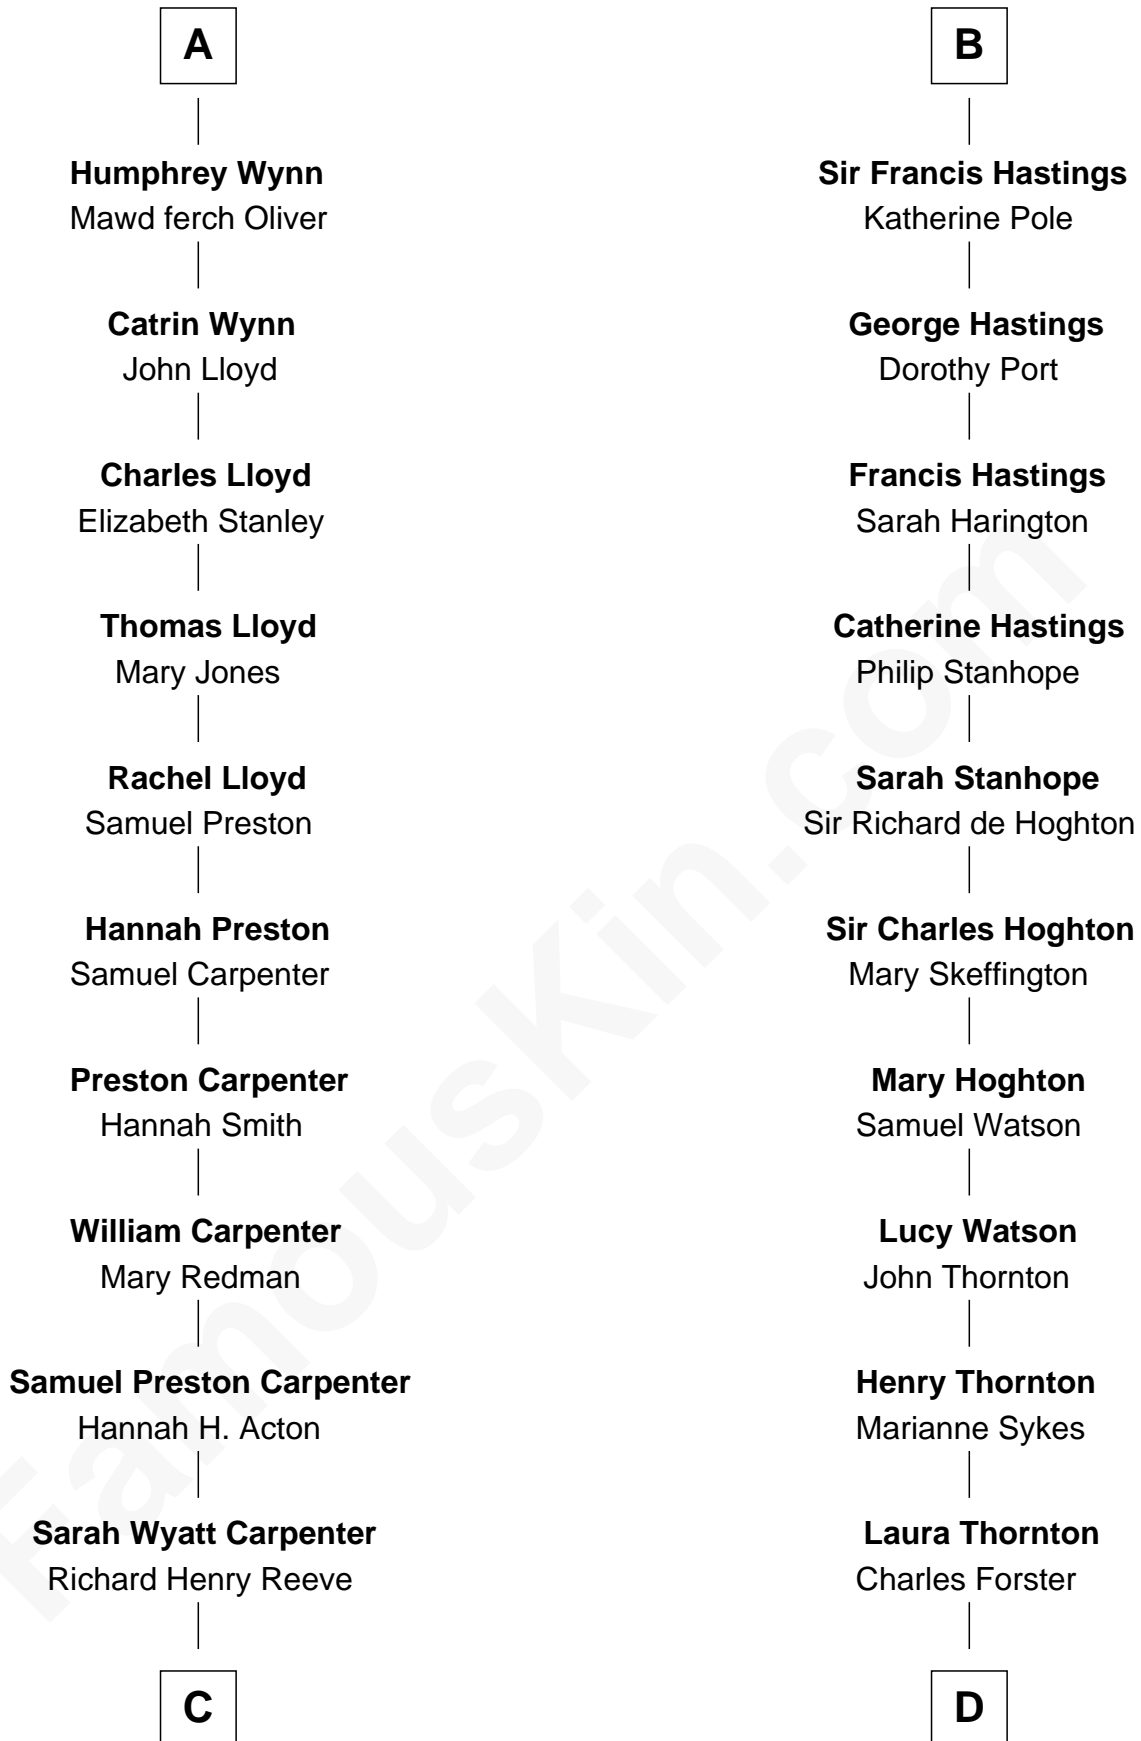 A
Humphrey Wynn
Mawd ferch Oliver
Catrin Wynn
John Lloyd
Charles Lloyd
Elizabeth Stanley
Thomas Lloyd
Mary Jones
Rachel Lloyd
Samuel Preston
Hannah Preston
Samuel Carpenter
Preston Carpenter
Hannah Smith
William Carpenter
Mary Redman
Samuel Preston Carpenter
Hannah H. Acton
Sarah Wyatt Carpenter
Richard Henry Reeve
C
B
Sir Francis Hastings
Katherine Pole
George Hastings
Dorothy Port
Francis Hastings
Sarah Harington
Catherine Hastings
Philip Stanhope
Sarah Stanhope
Sir Richard de Hoghton
Sir Charles Hoghton
Mary Skeffington
Mary Hoghton
Samuel Watson
Lucy Watson
John Thornton
Henry Thornton
Marianne Sykes
Laura Thornton
Charles Forster
D
FamousKin.com